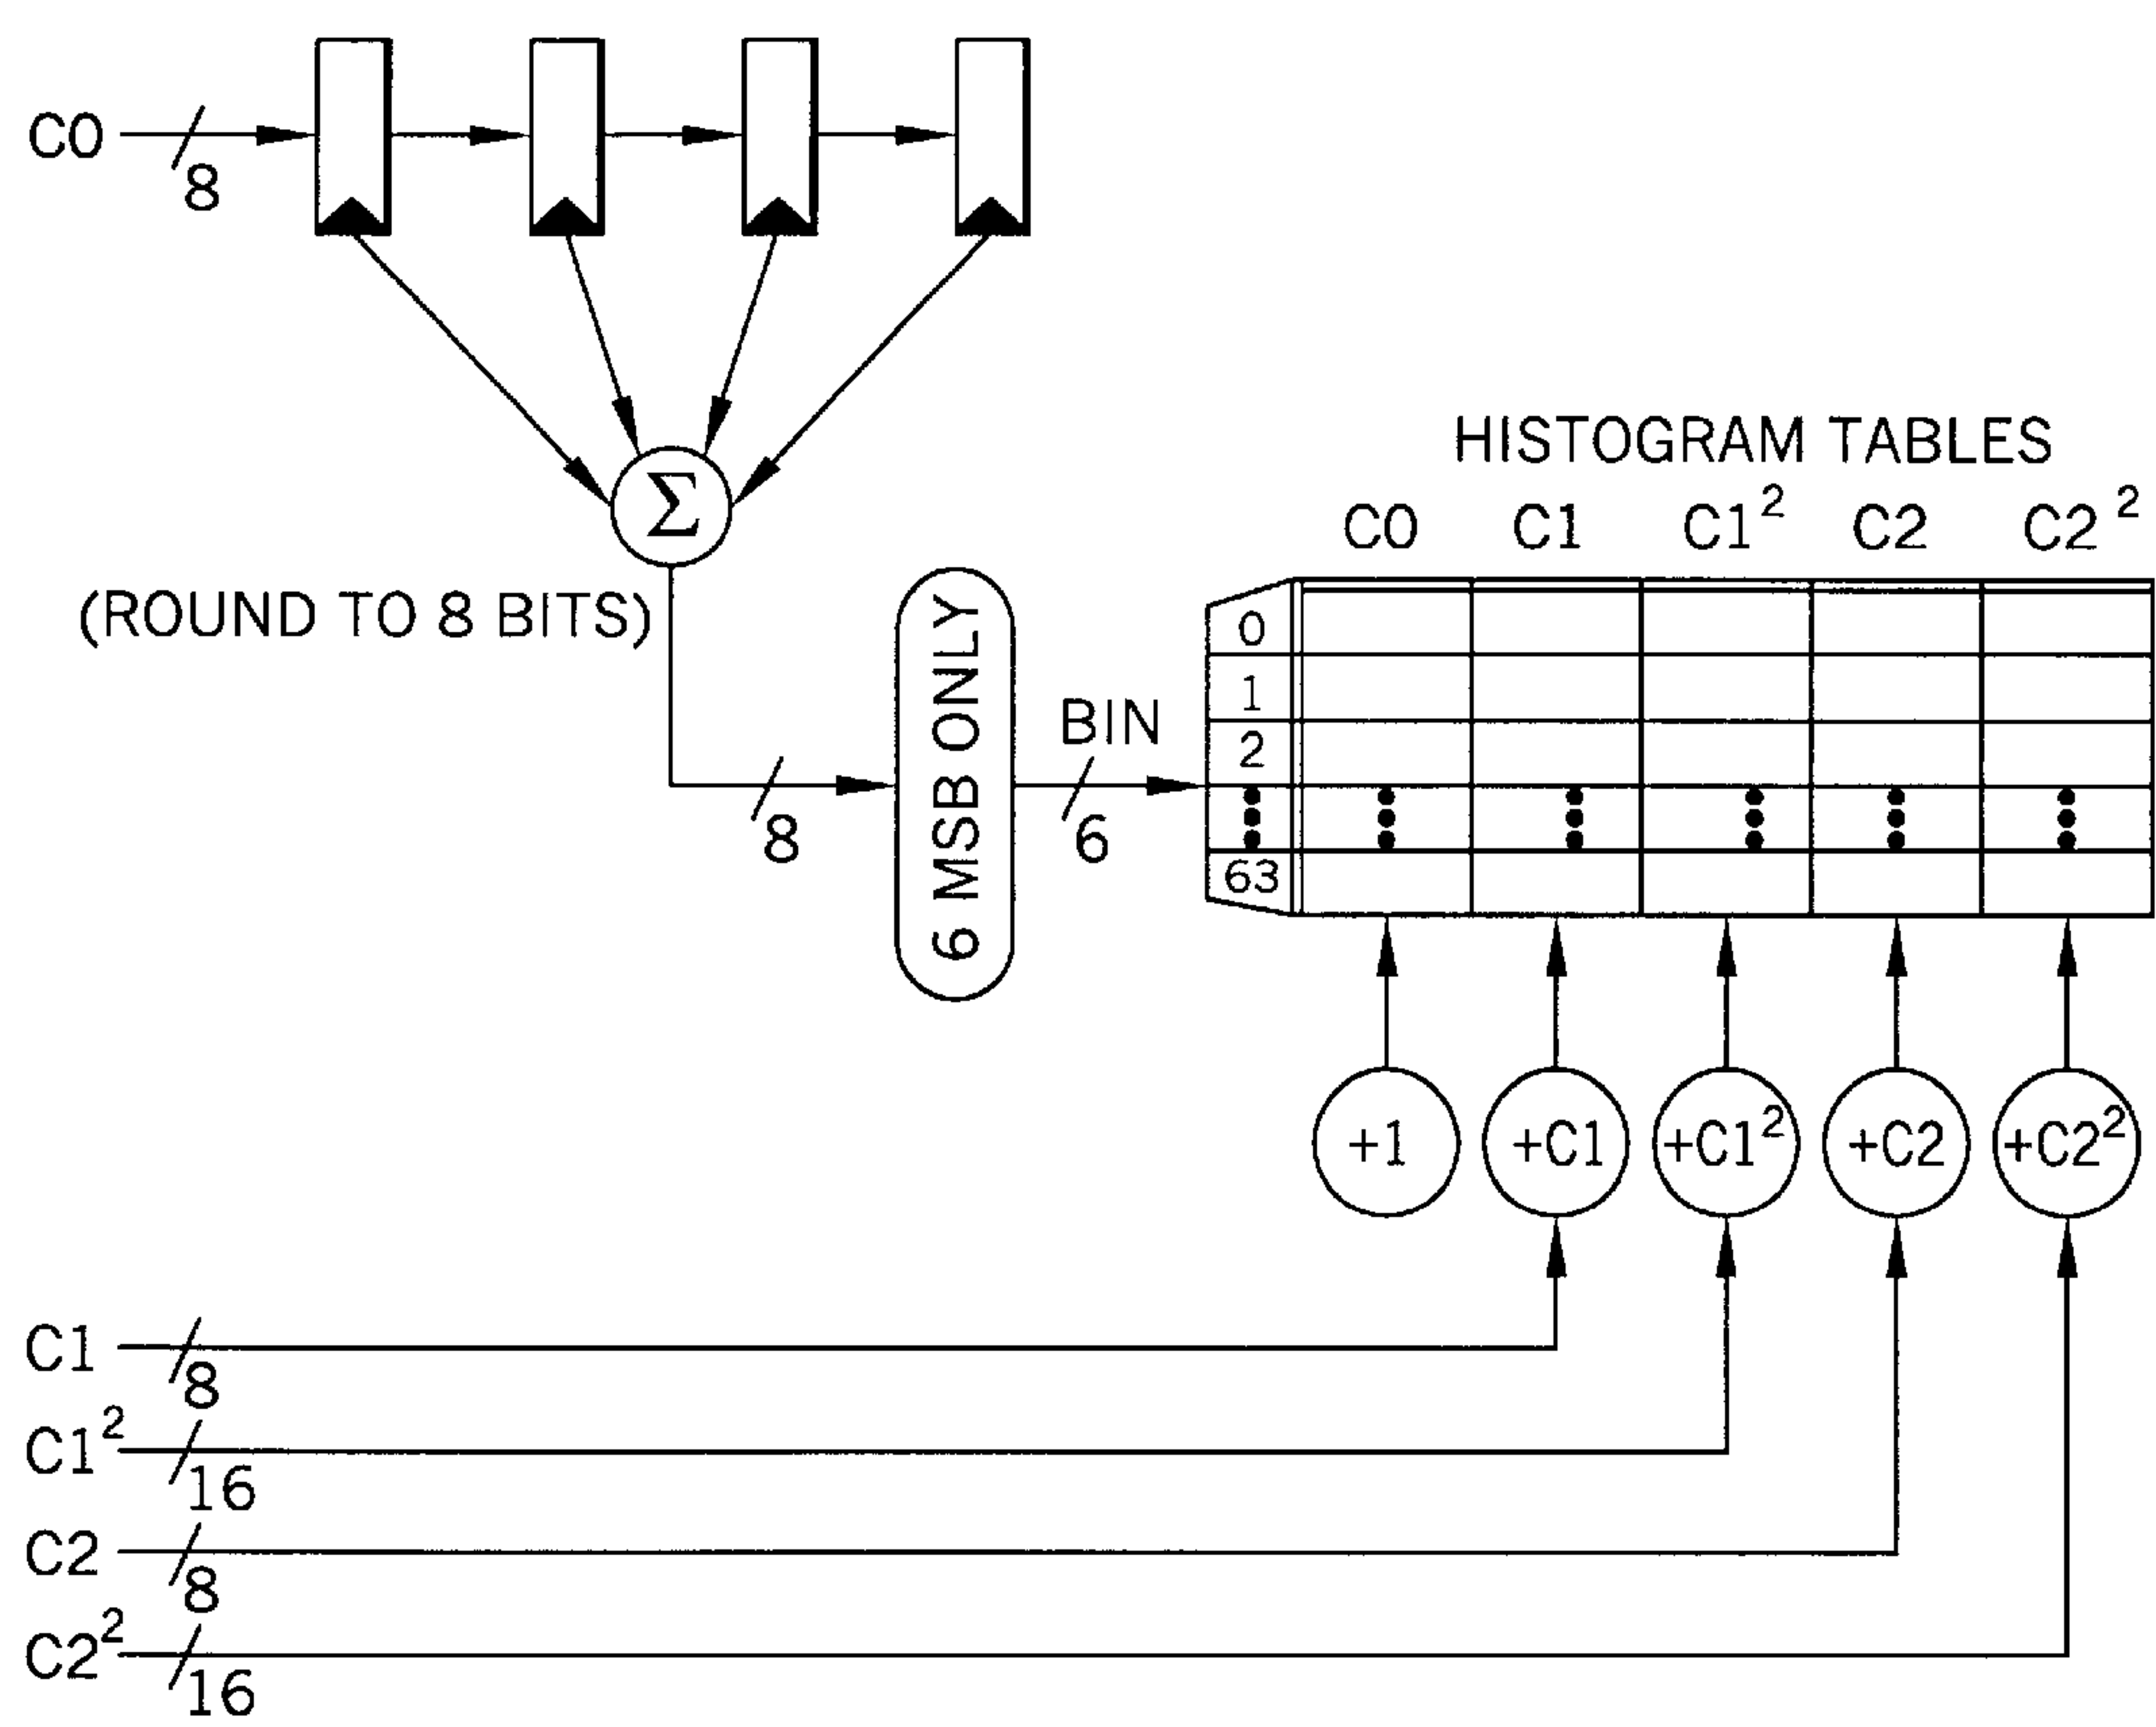 C0
8
Σ
(ROUND TO 8 BITS)
8
6 MSB ONLY
BIN
6
HISTOGRAM TABLES
C0 C1 C1² C2 C2²
0
1
2
63
+1 +C1 +C1² +C2 +C2²
C1
8
C1²
16
C2
8
C2²
16